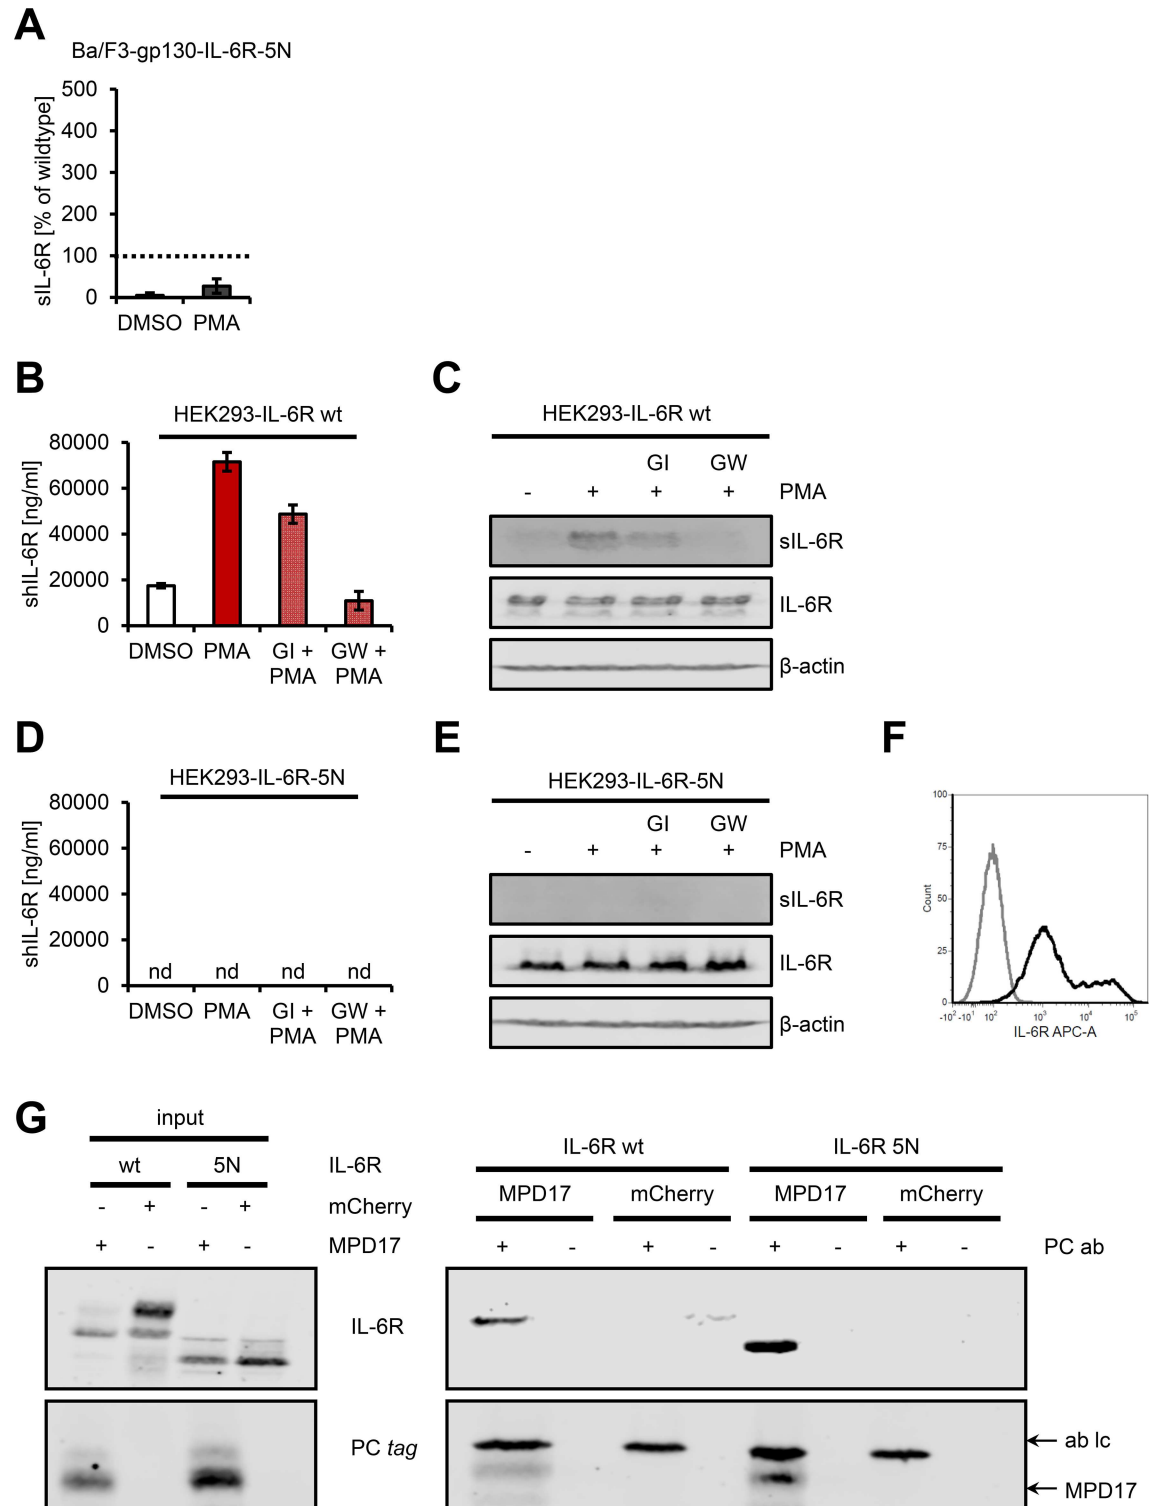 A
Ba/F3-gp130-IL-6R-5N
sIL-6R [% of wildtype]
500
400
300
200
100
0
DMSO PMA
B
HEK293-IL-6R wt
shIL-6R [ng/ml]
80000
60000
40000
20000
0
DMSO PMA GI + PMA GW + PMA
C
HEK293-IL-6R wt
GI GW
- + + + PMA
sIL-6R
IL-6R
β-actin
D
HEK293-IL-6R-5N
shIL-6R [ng/ml]
80000
60000
40000
20000
0
nd nd nd nd
DMSO PMA GI + PMA GW + PMA
E
HEK293-IL-6R-5N
GI GW
- + + + PMA
sIL-6R
IL-6R
β-actin
F
Count
100
75
50
25
0
-10² -10¹ 10² 10³ 10⁴ 10⁵
IL-6R APC-A
G
input
wt 5N IL-6R
- + - + mCherry
+ - + - MPD17
IL-6R
PC tag
IL-6R wt IL-6R 5N
MPD17 mCherry MPD17 mCherry
+ - + - + - + - PC ab
ab lc
MPD17